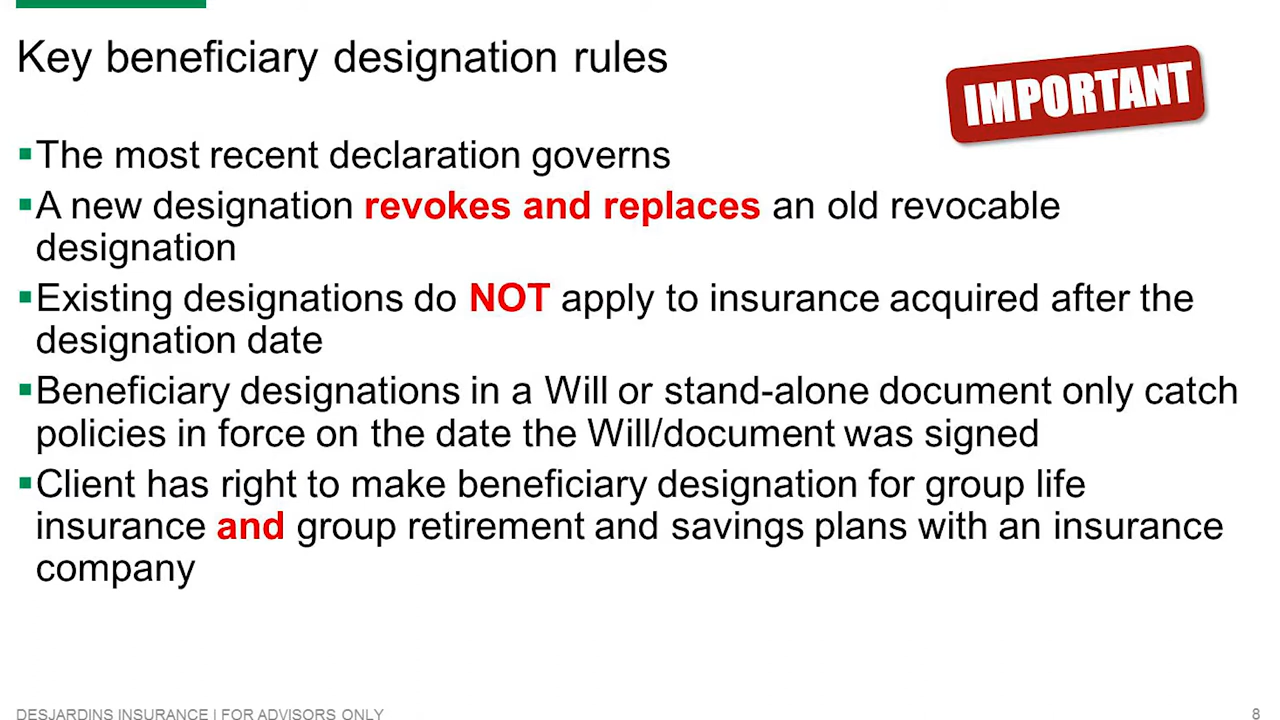 Key beneficiary designation rules
IMPORTANT
▪The most recent declaration governs
▪A new designation revokes and replaces an old revocable
designation
▪Existing designations do NOT apply to insurance acquired after the
designation date
▪Beneficiary designations in a Will or stand-alone document only catch
policies in force on the date the Will/document was signed
▪Client has right to make beneficiary designation for group life
insurance and group retirement and savings plans with an insurance
company
DESJARDINS INSURANCE | FOR ADVISORS ONLY
8